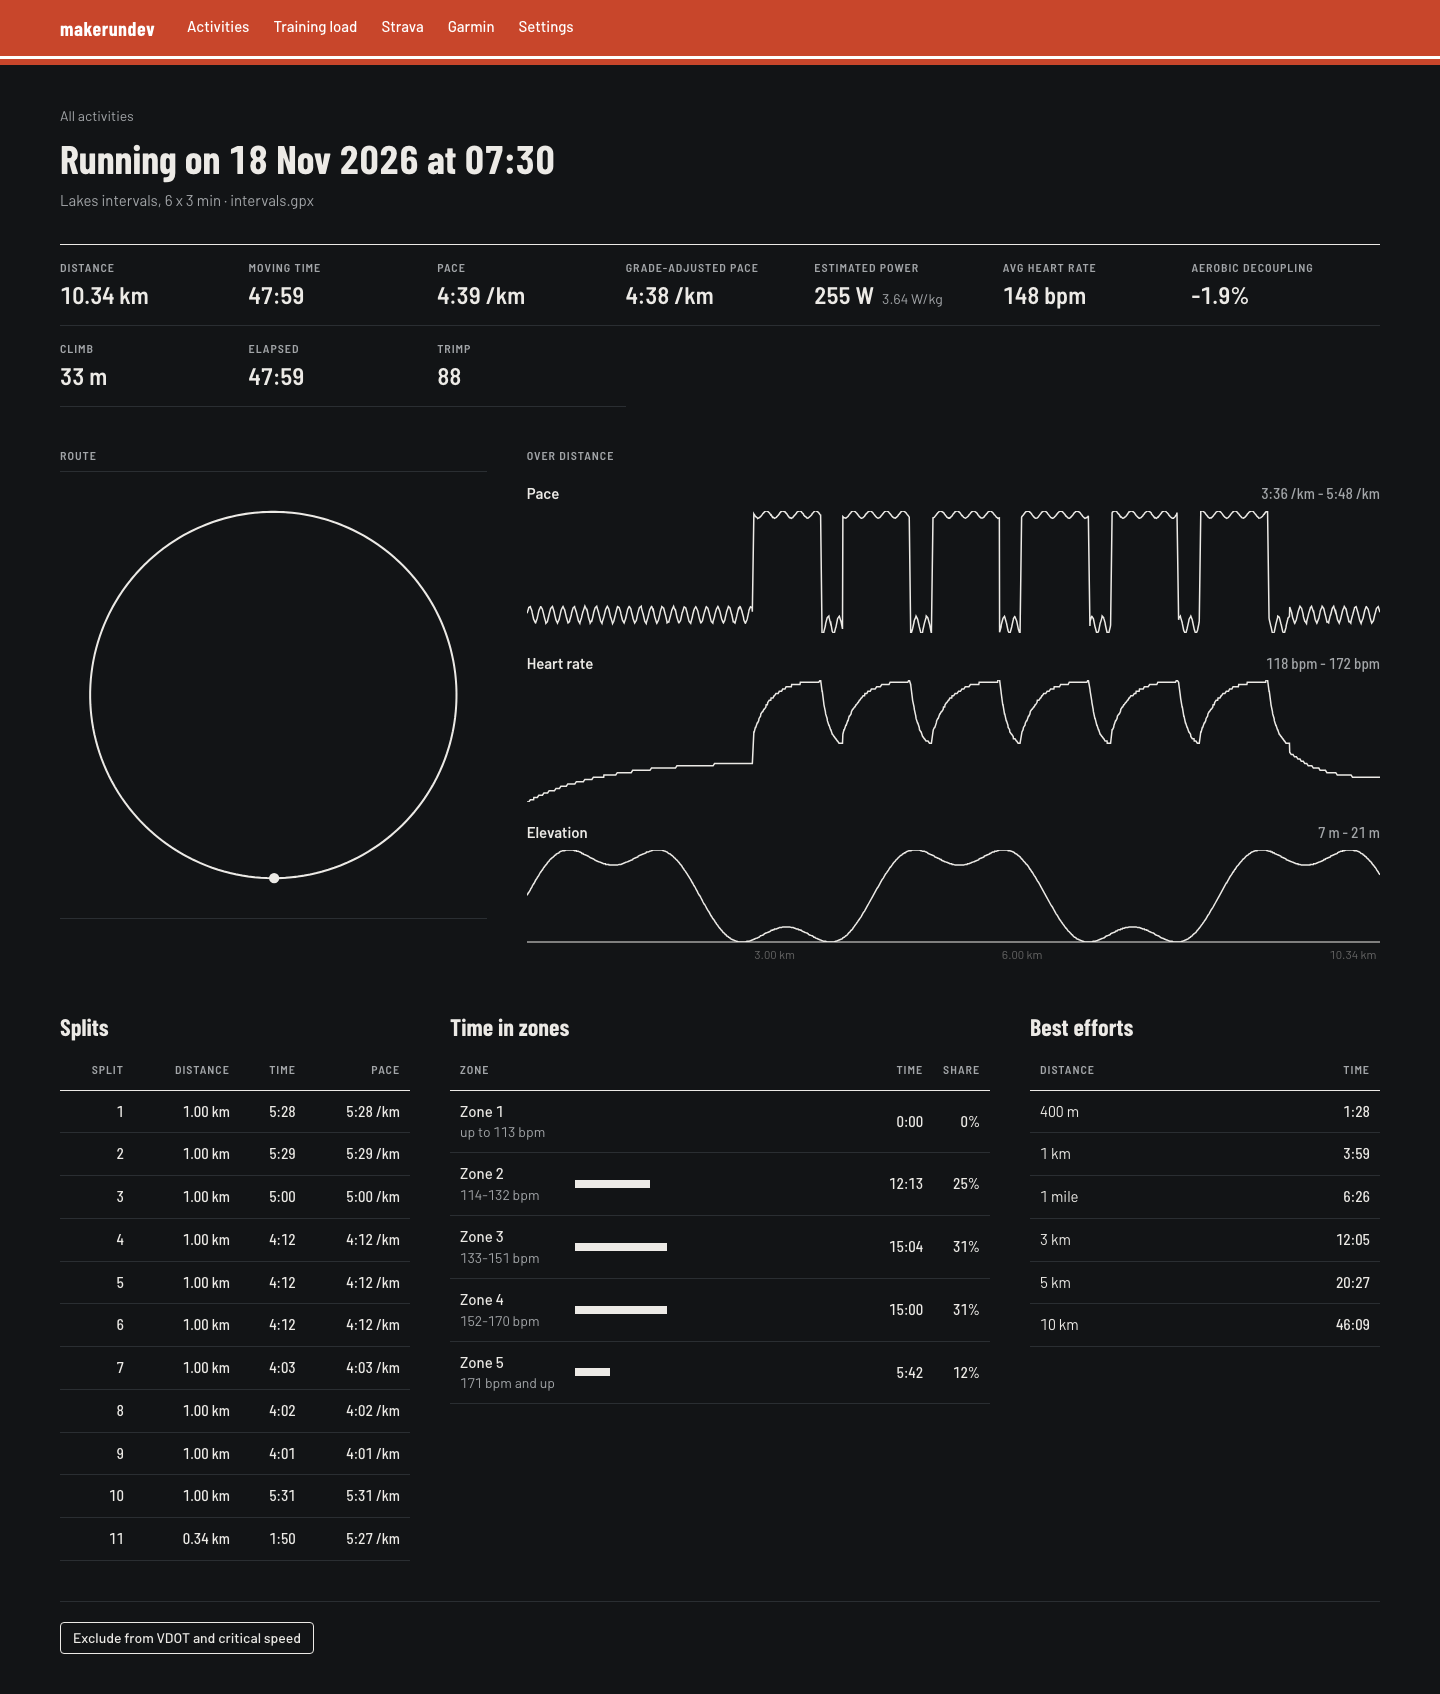 makerundev Activities Training load Strava Garmin Settings
All activities
Running on 18 Nov 2026 at 07:30
Lakes intervals, 6 x 3 min · intervals.gpx
DISTANCE MOVING TIME PACE GRADE-ADJUSTED PACE ESTIMATED POWER AVG HEART RATE AEROBIC DECOUPLING
10.34 km 47:59 4:39 /km 4:38 /km 255 W 3.64 W/kg 148 bpm -1.9%
CLIMB ELAPSED TRIMP
33 m 47:59 88
ROUTE
OVER DISTANCE
Pace 3:36 /km - 5:48 /km
Heart rate 118 bpm - 172 bpm
Elevation 7 m - 21 m
3.00 km 6.00 km 10.34 km
Splits
SPLIT DISTANCE TIME PACE
1 1.00 km 5:28 5:28 /km
2 1.00 km 5:29 5:29 /km
3 1.00 km 5:00 5:00 /km
4 1.00 km 4:12 4:12 /km
5 1.00 km 4:12 4:12 /km
6 1.00 km 4:12 4:12 /km
7 1.00 km 4:03 4:03 /km
8 1.00 km 4:02 4:02 /km
9 1.00 km 4:01 4:01 /km
10 1.00 km 5:31 5:31 /km
11 0.34 km 1:50 5:27 /km
Time in zones
ZONE TIME SHARE
Zone 1 0:00 0%
up to 113 bpm
Zone 2 12:13 25%
114-132 bpm
Zone 3 15:04 31%
133-151 bpm
Zone 4 15:00 31%
152-170 bpm
Zone 5 5:42 12%
171 bpm and up
Best efforts
DISTANCE TIME
400 m 1:28
1 km 3:59
1 mile 6:26
3 km 12:05
5 km 20:27
10 km 46:09
Exclude from VDOT and critical speed